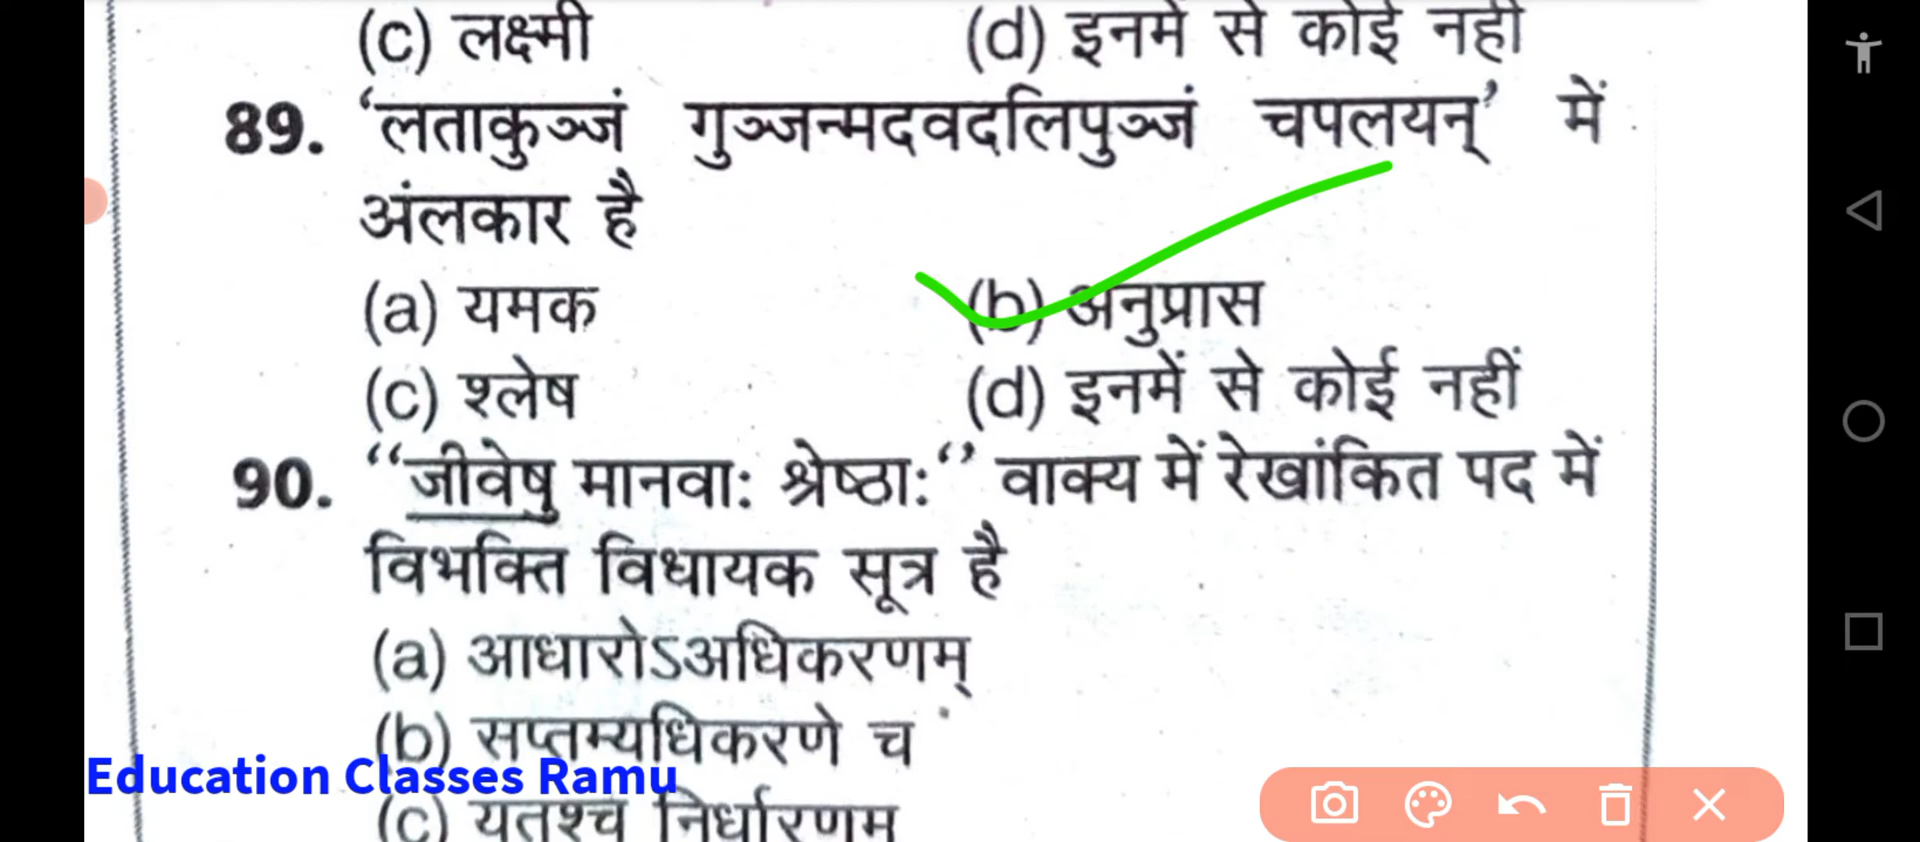 (c) लक्ष्मी (d) इनमें से कोई नहीं
89. ‘लताकुञ्जं गुञ्जन्मदवदलिपुञ्जं चपलयन्’ में
अंलकार है
(a) यमक (b) अनुप्रास
(c) श्लेष (d) इनमें से कोई नहीं
90. ‘‘जीवेषु मानवाः श्रेष्ठाः‘’ वाक्य में रेखांकित पद में
विभक्ति विधायक सूत्र है
(a) आधारोऽअधिकरणम्
(b) सप्तम्यधिकरणे च
Education Classes Ramu
(c) यतश्च निर्धारणम्